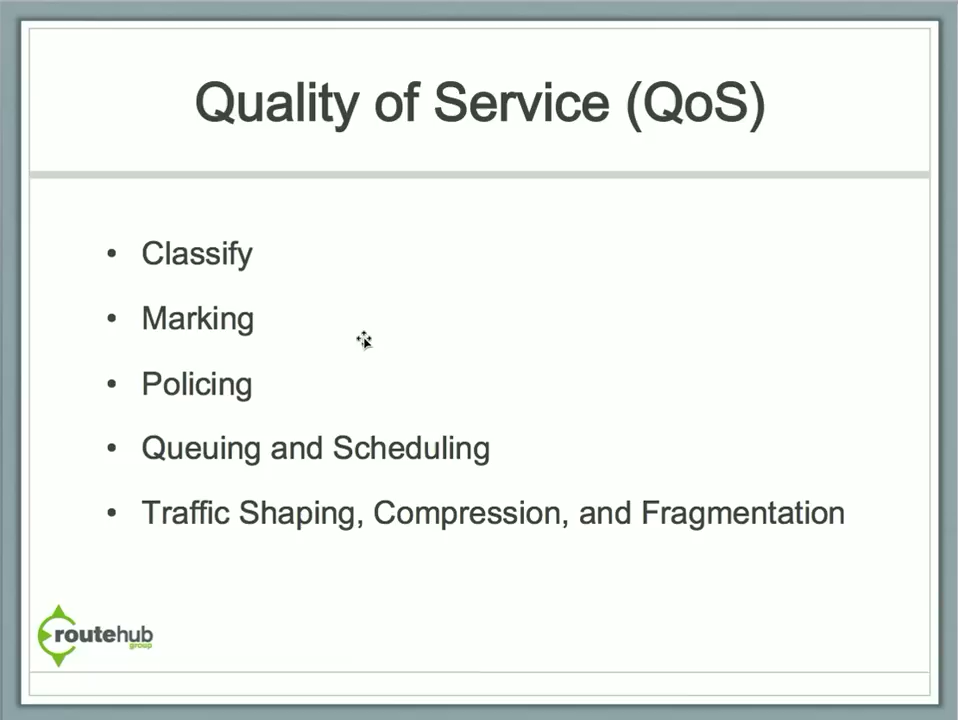 Quality of Service (QoS)
• Classify
• Marking
• Policing
• Queuing and Scheduling
• Traffic Shaping, Compression, and Fragmentation
routehub
group